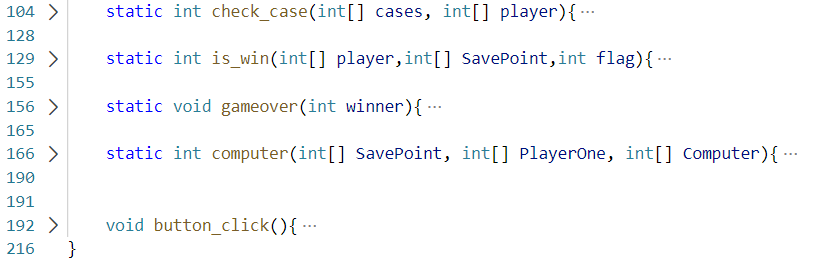 104 > static int check_case(int[] cases, int[] player){ ···
128
129 > static int is_win(int[] player,int[] SavePoint,int flag){ ···
155
156 > static void gameover(int winner){ ···
165
166 > static int computer(int[] SavePoint, int[] PlayerOne, int[] Computer){ ···
190
191
192 > void button_click(){ ···
216 }